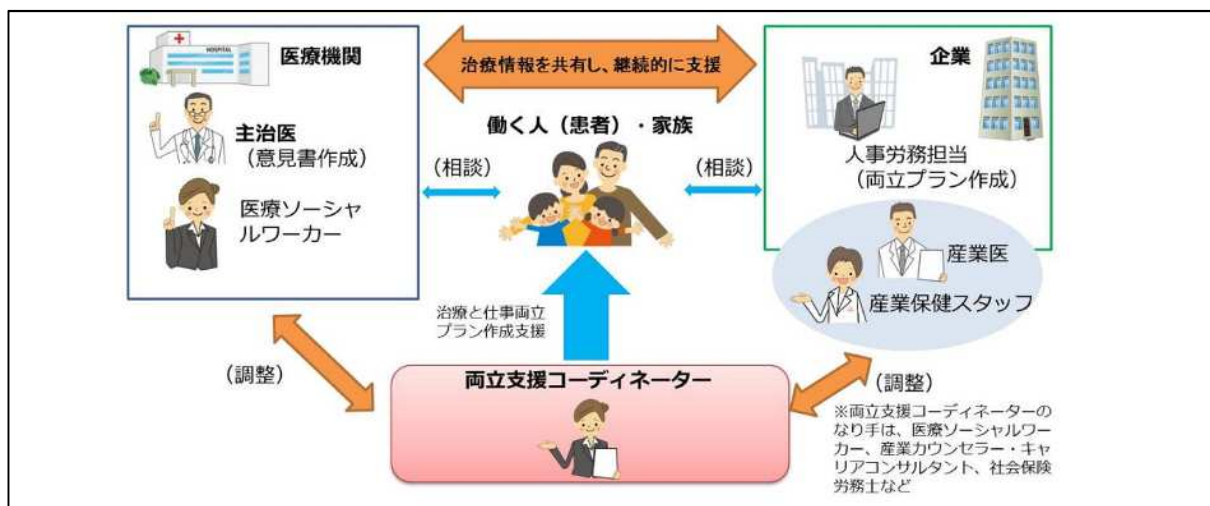 HOSPITAL
医療機関
治療情報を共有し、継続的に支援
企業
主治医
（意見書作成）
医療ソーシャ
ルワーカー
働く人（患者）・家族
（相談）
（相談）
人事労務担当
（両立プラン作成）
産業医
産業保健スタッフ
治療と仕事両立
プラン作成支援
（調整）
両立支援コーディネーター
（調整）
※両立支援コーディネーターの
なり手は、医療ソーシャルワー
カー、産業カウンセラー・キャ
リアコンサルタント、社会保険
労務士など